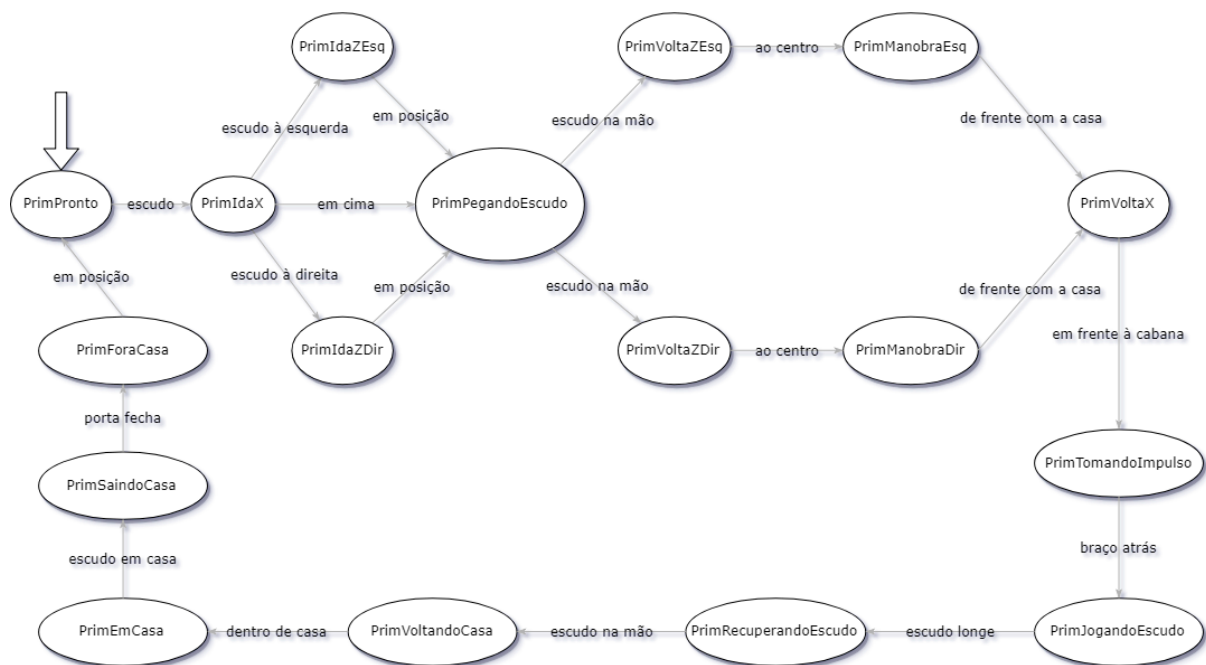 PrimIdaZEsq
PrimVoltaZEsq
ao centro
PrimManobraEsq
escudo à esquerda
em posição
escudo na mão
de frente com a casa
PrimPronto
escudo
PrimIdaX
em cima
PrimPegandoEscudo
PrimVoltaX
em posição
escudo à direita
em posição
escudo na mão
de frente com a casa
PrimForaCasa
PrimIdaZDir
PrimVoltaZDir
ao centro
PrimManobraDir
em frente à cabana
porta fecha
PrimSaindoCasa
PrimTomandoImpulso
escudo em casa
braço atrás
PrimEmCasa
dentro de casa
PrimVoltandoCasa
escudo na mão
PrimRecuperandoEscudo
escudo longe
PrimJogandoEscudo